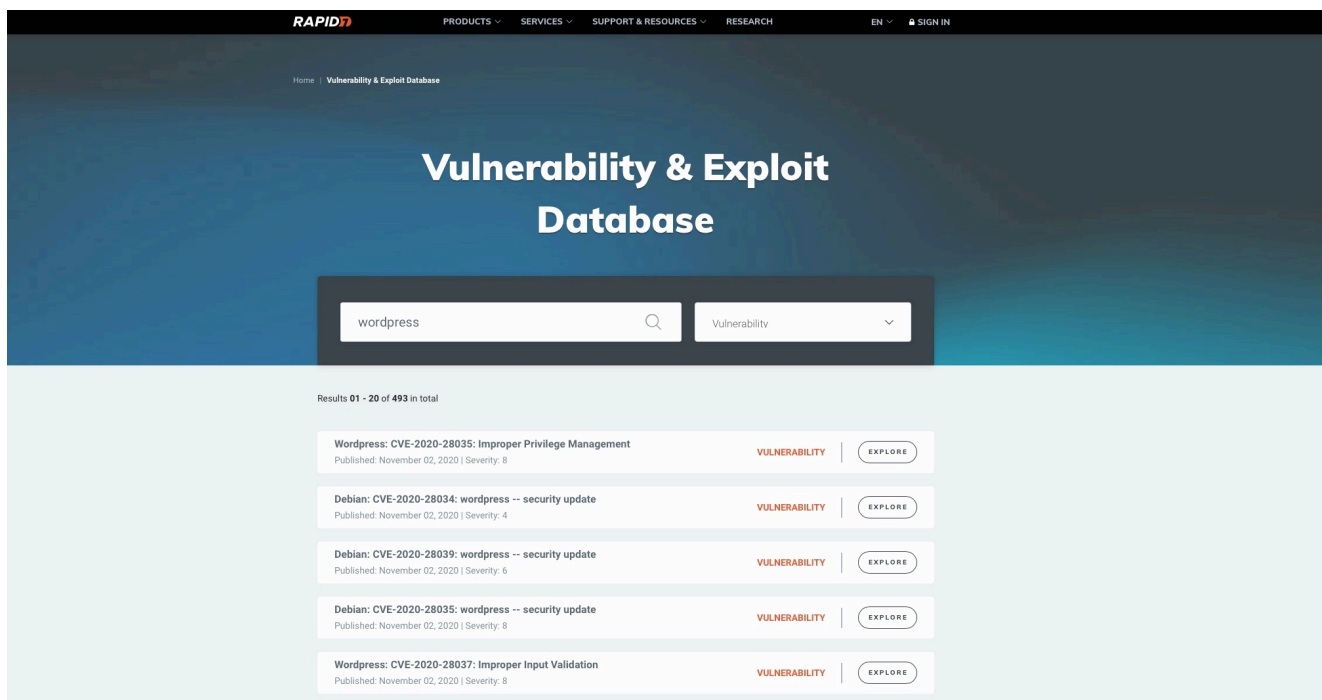 RAPID7 PRODUCTS SERVICES SUPPORT & RESOURCES RESEARCH EN SIGN IN
Home | Vulnerability & Exploit Database
Vulnerability & Exploit
Database
wordpress Vulnerability
Results 01 - 20 of 493 in total
Wordpress: CVE-2020-28035: Improper Privilege Management
Published: November 02, 2020 | Severity: 8
VULNERABILITY EXPLORE
Debian: CVE-2020-28034: wordpress -- security update
Published: November 02, 2020 | Severity: 4
VULNERABILITY EXPLORE
Debian: CVE-2020-28039: wordpress -- security update
Published: November 02, 2020 | Severity: 6
VULNERABILITY EXPLORE
Debian: CVE-2020-28035: wordpress -- security update
Published: November 02, 2020 | Severity: 8
VULNERABILITY EXPLORE
Wordpress: CVE-2020-28037: Improper Input Validation
Published: November 02, 2020 | Severity: 8
VULNERABILITY EXPLORE